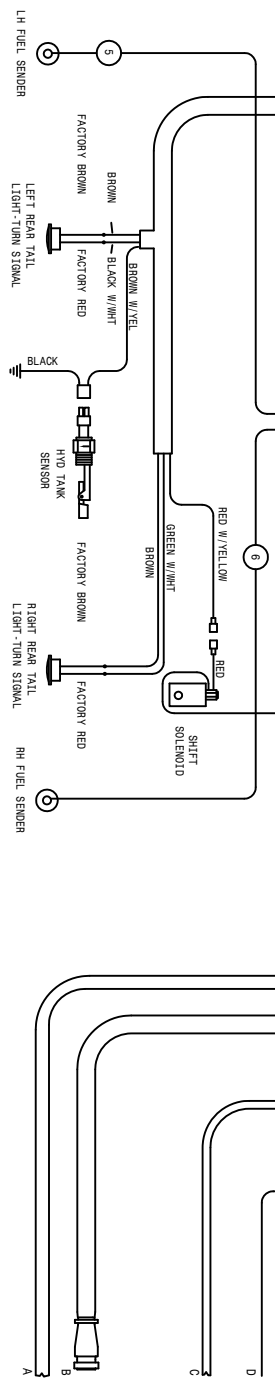 LH FUEL SENDER
5
FACTORY BROWN
BROWN
LEFT REAR TAIL
LIGHT-TURN SIGNAL
FACTORY RED
BLACK W/WHT
BROWN W/YEL
BLACK
HYD TANK
SENSOR
FACTORY BROWN
BROWN
GREEN W/WHT
RED W/YELLOW
6
RED
SHIFT
SOLENOID
RIGHT REAR TAIL
LIGHT-TURN SIGNAL
FACTORY RED
RH FUEL SENDER
A
B
C
D